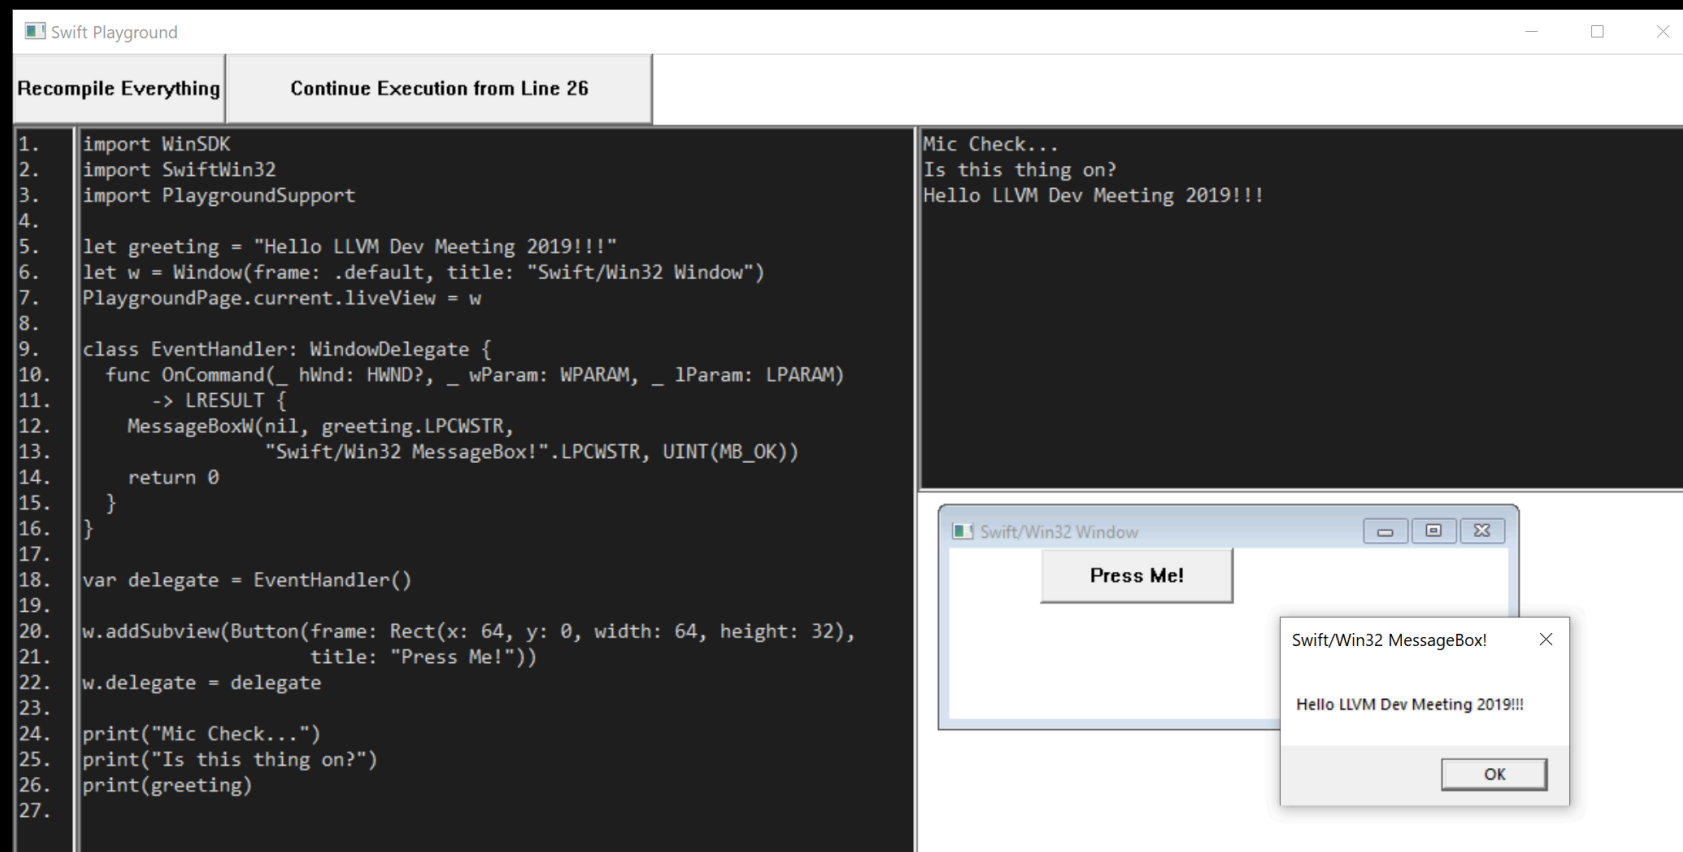 Swift Playground
Recompile Everything
Continue Execution from Line 26
1. import WinSDK
2. import SwiftWin32
3. import PlaygroundSupport
4.
5. let greeting = "Hello LLVM Dev Meeting 2019!!!"
6. let w = Window(frame: .default, title: "Swift/Win32 Window")
7. PlaygroundPage.current.liveView = w
8.
9. class EventHandler: WindowDelegate {
10.   func OnCommand(_ hWnd: HWND?, _ wParam: WPARAM, _ lParam: LPARAM)
11.       -> LRESULT {
12.     MessageBoxW(nil, greeting.LPCWSTR,
13.                 "Swift/Win32 MessageBox!".LPCWSTR, UINT(MB_OK))
14.     return 0
15.   }
16. }
17.
18. var delegate = EventHandler()
19.
20. w.addSubview(Button(frame: Rect(x: 64, y: 0, width: 64, height: 32),
21.                     title: "Press Me!"))
22. w.delegate = delegate
23.
24. print("Mic Check...")
25. print("Is this thing on?")
26. print(greeting)
27.
Mic Check...
Is this thing on?
Hello LLVM Dev Meeting 2019!!!
Swift/Win32 Window
Press Me!
Swift/Win32 MessageBox!
Hello LLVM Dev Meeting 2019!!!
OK